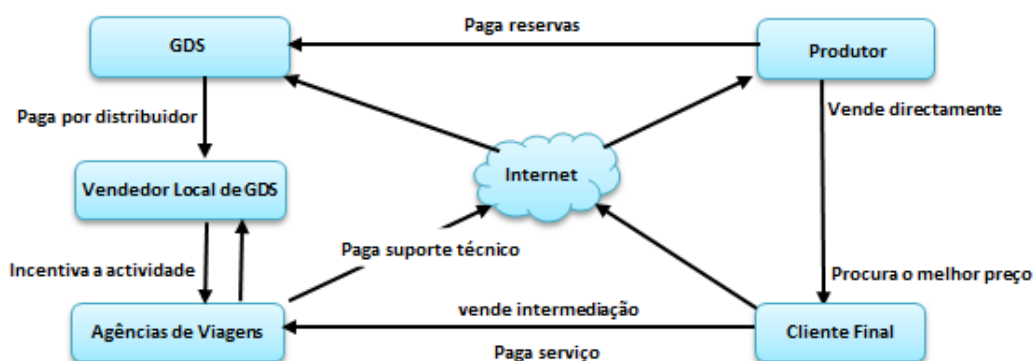 Paga reservas
GDS
Produtor
Paga por distribuidor
Vende directamente
Internet
Vendedor Local de GDS
Paga suporte técnico
Incentiva a actividade
Procura o melhor preço
vende intermediação
Agências de Viagens
Cliente Final
Paga serviço